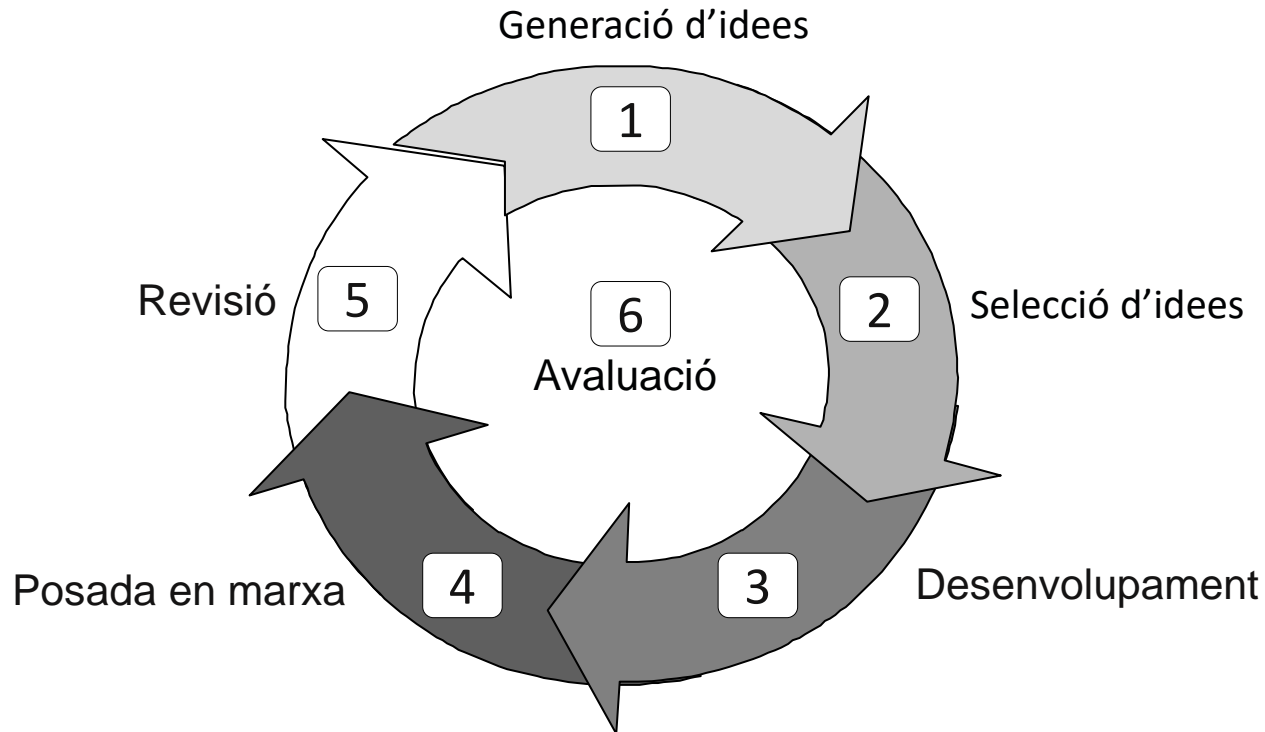 Generació d’idees
1
Selecció d’idees
2
Desenvolupament
3
Posada en marxa
4
Revisió
5
6
Avaluació